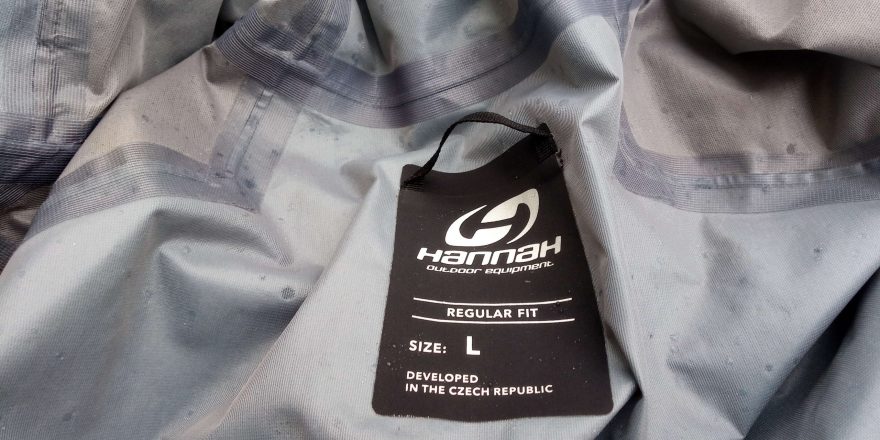 Hannah
outdoor equipment
REGULAR FIT
SIZE: L
DEVELOPED
IN THE CZECH REPUBLIC